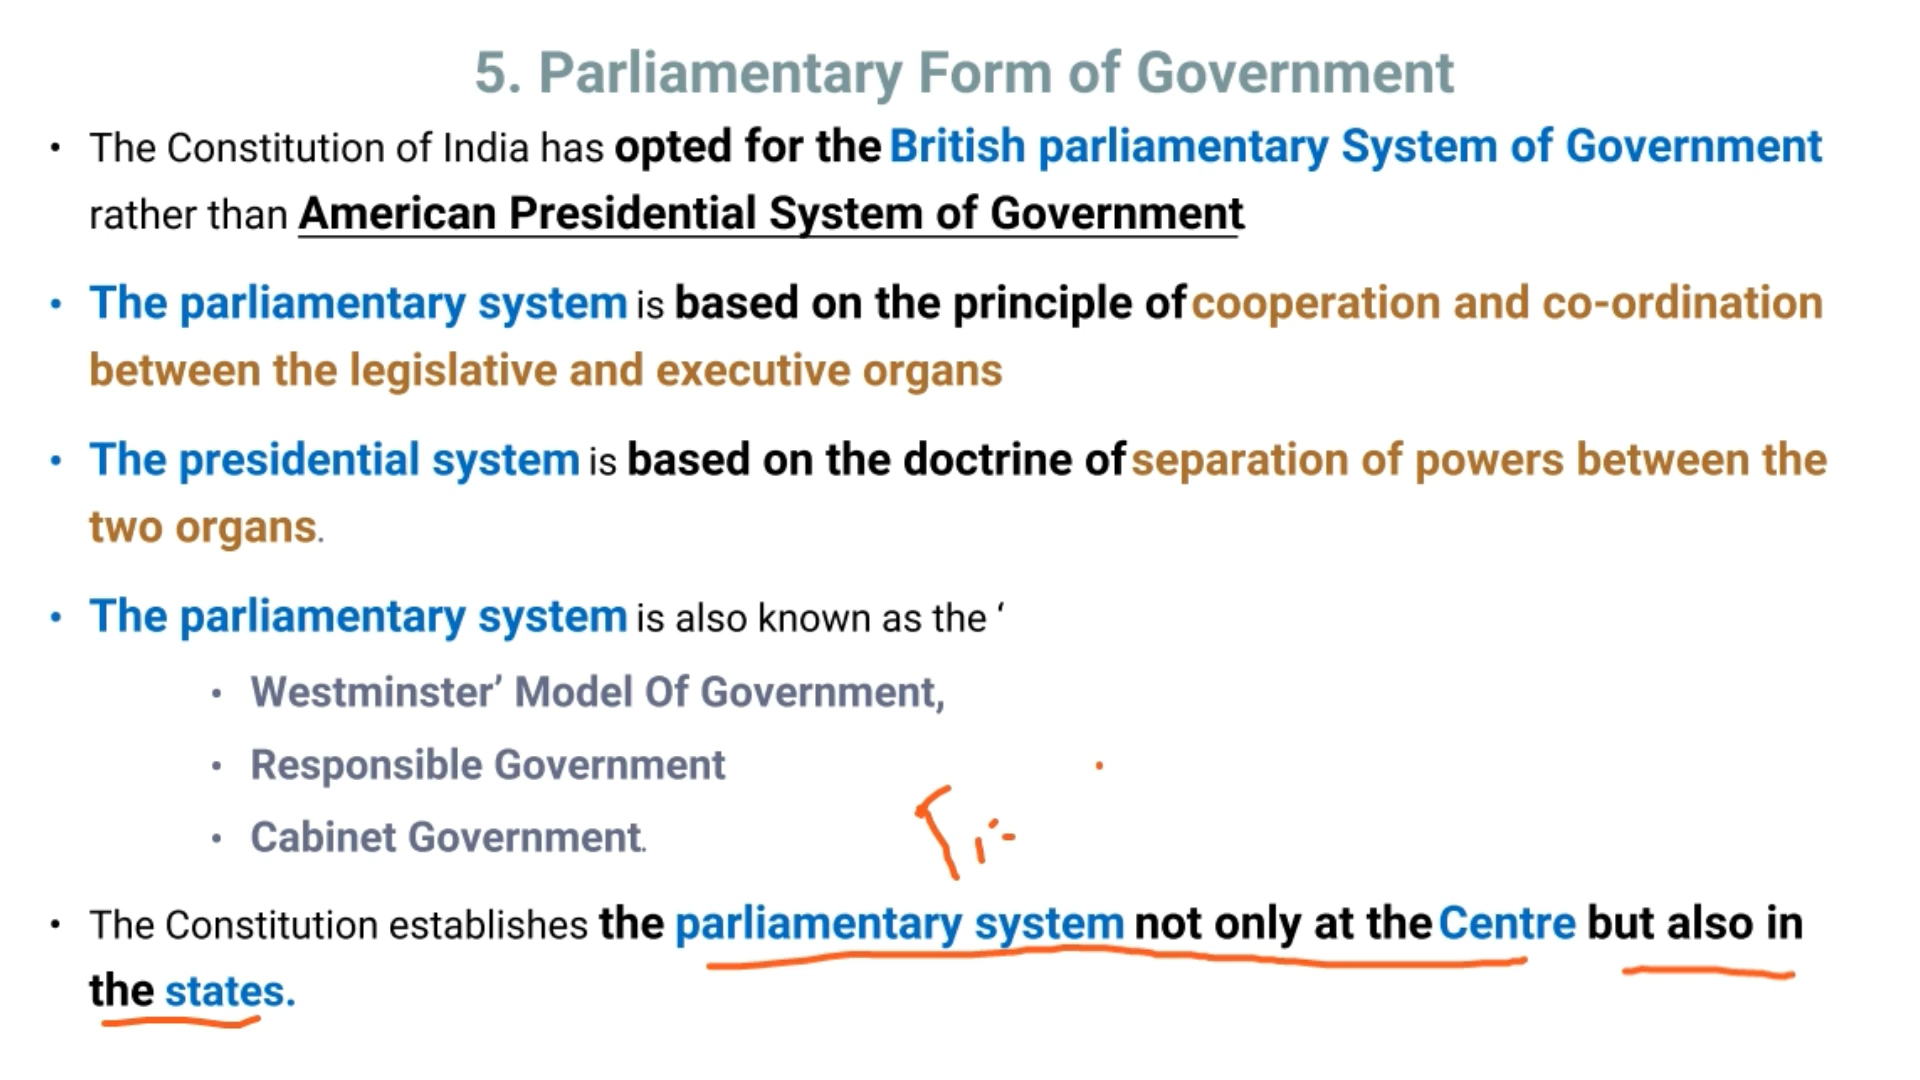 5. Parliamentary Form of Government
• The Constitution of India has opted for the British parliamentary System of Government
rather than American Presidential System of Government
• The parliamentary system is based on the principle of cooperation and co-ordination
between the legislative and executive organs
• The presidential system is based on the doctrine of separation of powers between the
two organs.
• The parliamentary system is also known as the ‘
• Westminster’ Model Of Government,
• Responsible Government
• Cabinet Government.
• The Constitution establishes the parliamentary system not only at the Centre but also in
the states.